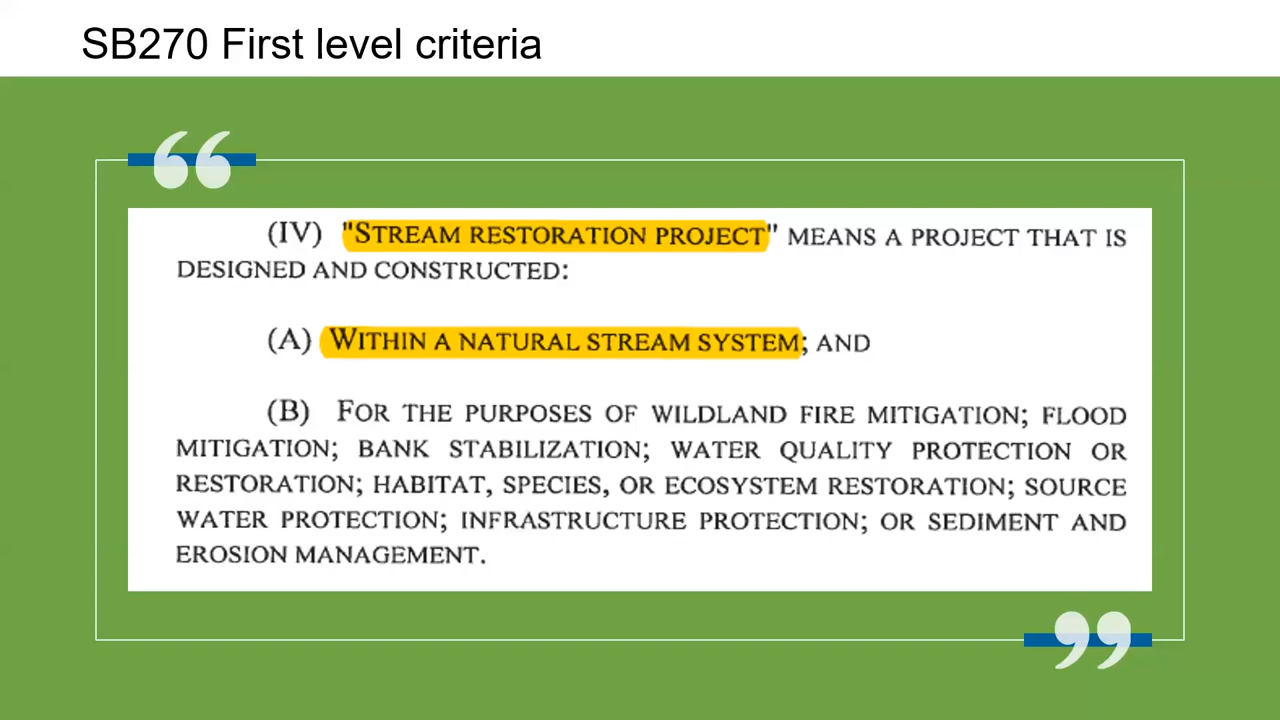 SB270 First level criteria
“
(IV) "STREAM RESTORATION PROJECT" MEANS A PROJECT THAT IS
DESIGNED AND CONSTRUCTED:
(A) WITHIN A NATURAL STREAM SYSTEM; AND
(B) FOR THE PURPOSES OF WILDLAND FIRE MITIGATION; FLOOD
MITIGATION; BANK STABILIZATION; WATER QUALITY PROTECTION OR
RESTORATION; HABITAT, SPECIES, OR ECOSYSTEM RESTORATION; SOURCE
WATER PROTECTION; INFRASTRUCTURE PROTECTION; OR SEDIMENT AND
EROSION MANAGEMENT.
”